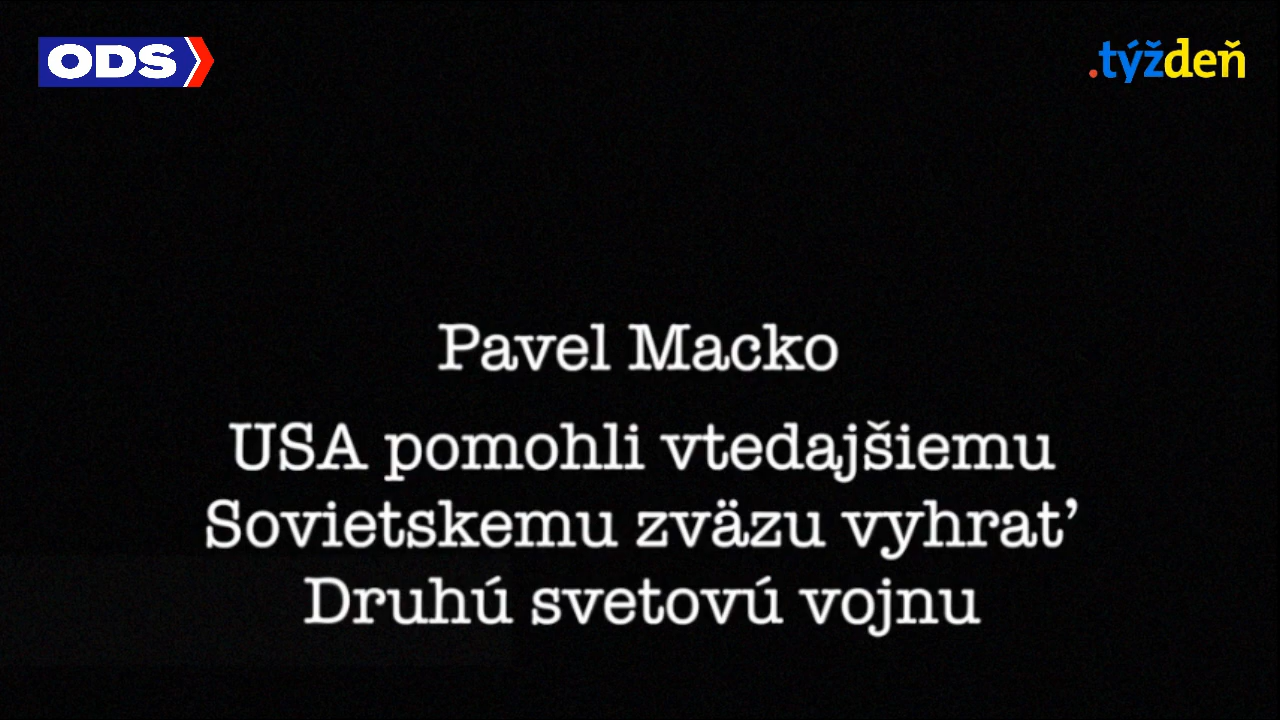 ODS
.týždeň
Pavel Macko
USA pomohli vtedajšiemu
Sovietskemu zväzu vyhrať
Druhú svetovú vojnu